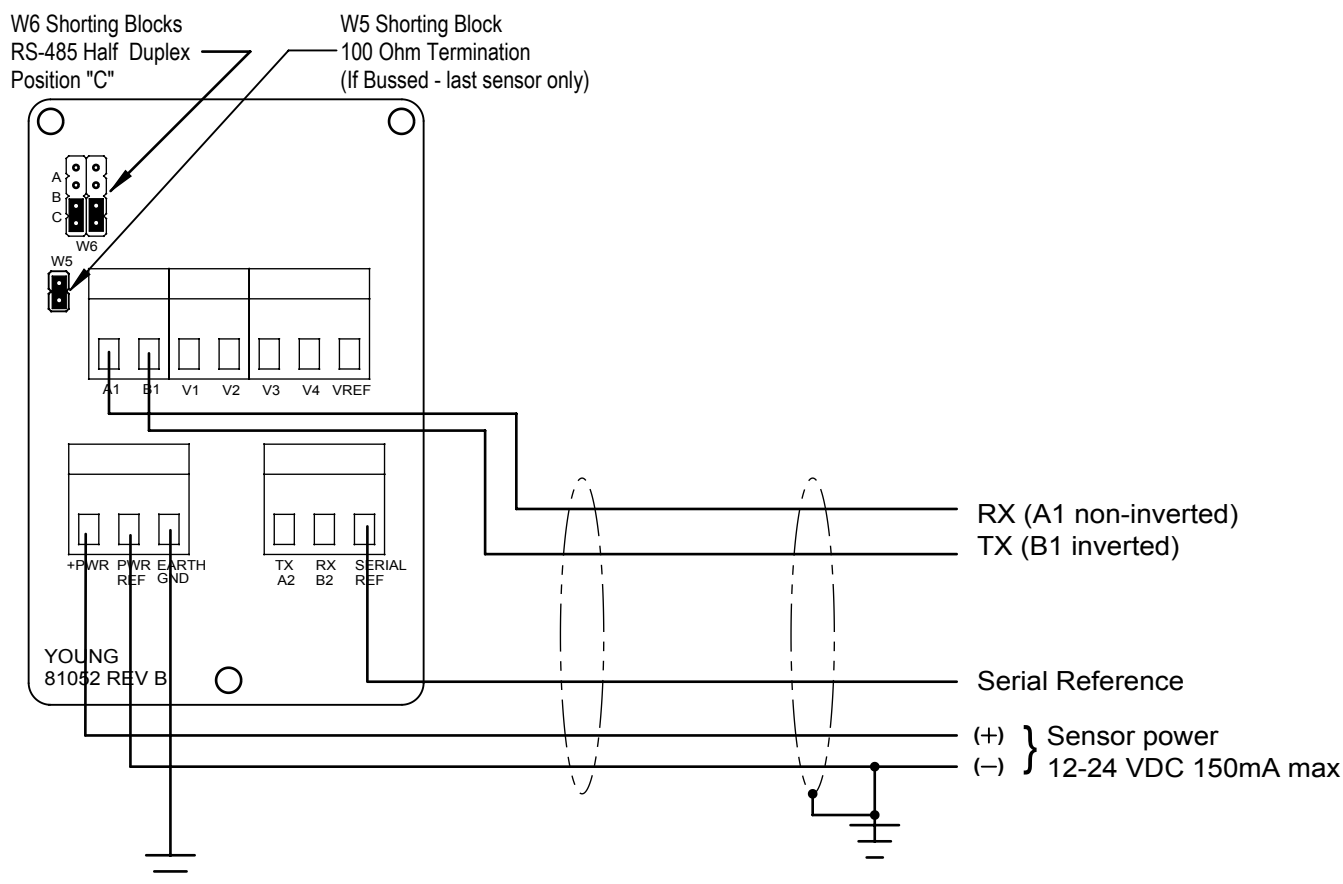 W6 Shorting Blocks
RS-485 Half Duplex
Position "C"
W5 Shorting Block
100 Ohm Termination
(If Bussed - last sensor only)
A
B
C
W6
W5
A1 B1 V1 V2 V3 V4 VREF
+PWR PWR EARTH
REF GND
TX RX SERIAL
A2 B2 REF
YOUNG
81052 REV B
RX (A1 non-inverted)
TX (B1 inverted)
Serial Reference
(+) } Sensor power
(−) 12-24 VDC 150mA max